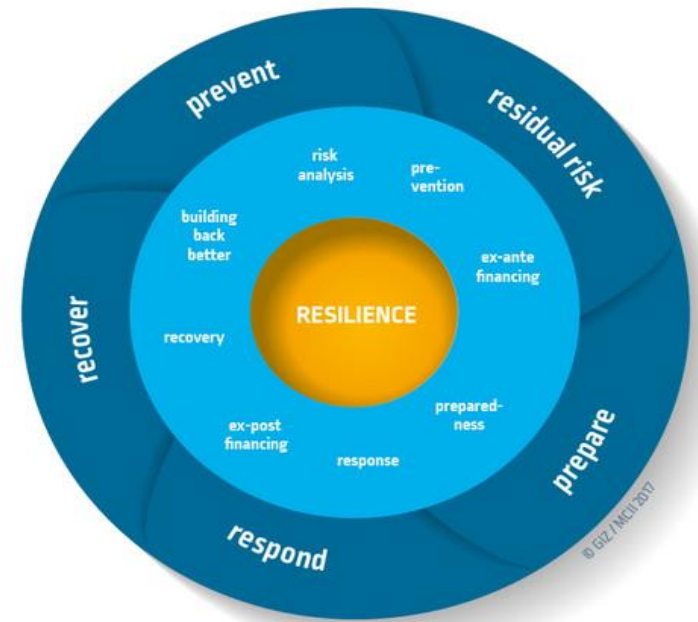 prevent
residual risk
prepare
respond
recover
risk
analysis
pre-
vention
ex-ante
financing
prepared-
ness
response
ex-post
financing
recovery
building
back
better
RESILIENCE
© GIZ / MCII 2017